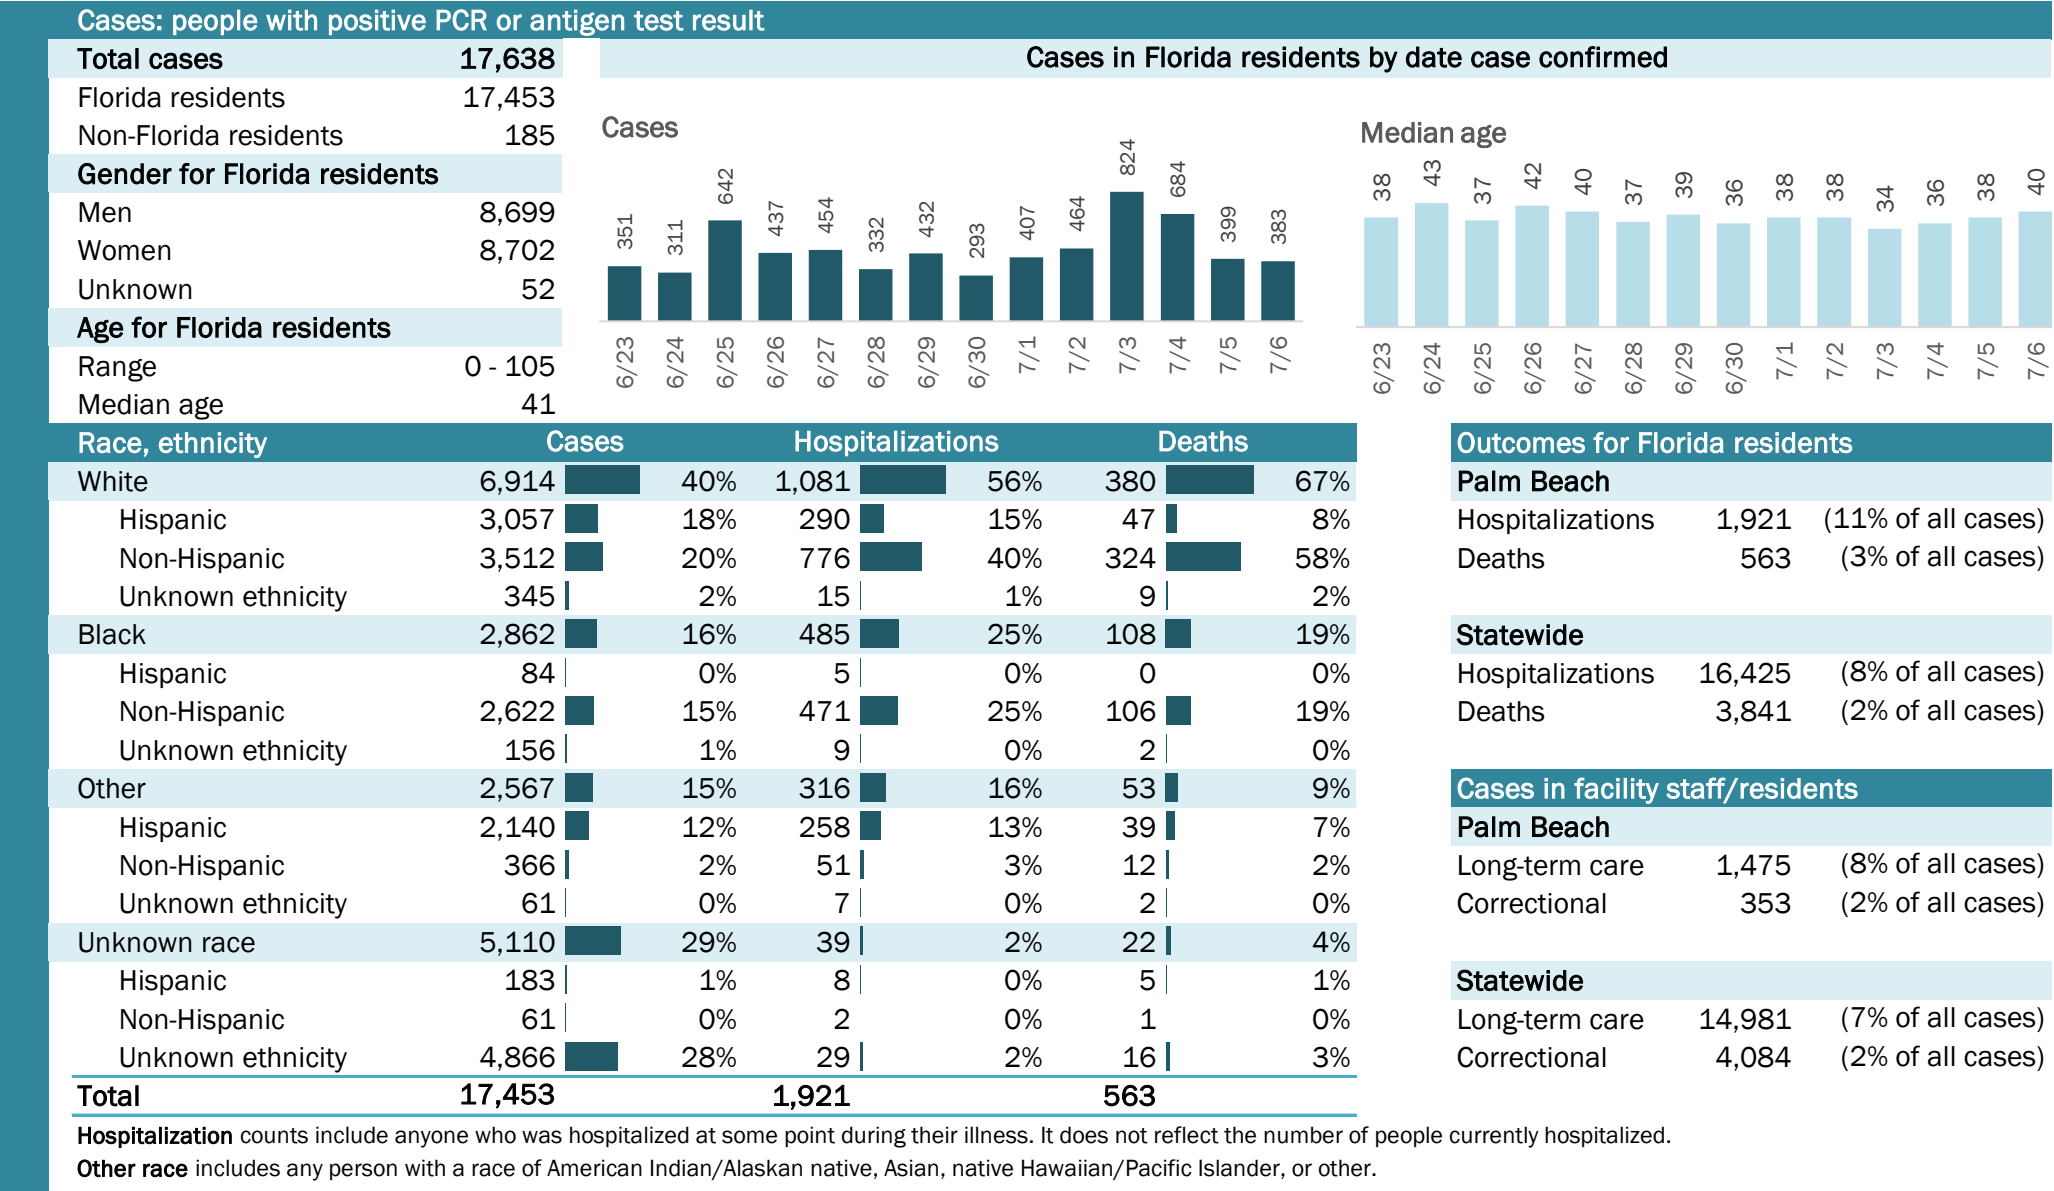 Cases: people with positive PCR or antigen test result
Total cases 17,638
Florida residents 17,453
Non-Florida residents 185
Gender for Florida residents
Men 8,699
Women 8,702
Unknown 52
Age for Florida residents
Range 0 - 105
Median age 41
Cases in Florida residents by date case confirmed
Cases
351 311 642 437 454 332 432 293 407 464 824 684 399 383
6/23 6/24 6/25 6/26 6/27 6/28 6/29 6/30 7/1 7/2 7/3 7/4 7/5 7/6
Median age
38 43 37 42 40 37 39 36 38 38 34 36 38 40
6/23 6/24 6/25 6/26 6/27 6/28 6/29 6/30 7/1 7/2 7/3 7/4 7/5 7/6
Race, ethnicity Cases Hospitalizations Deaths
White 6,914 40% 1,081 56% 380 67%
Hispanic 3,057 18% 290 15% 47 8%
Non-Hispanic 3,512 20% 776 40% 324 58%
Unknown ethnicity 345 2% 15 1% 9 2%
Black 2,862 16% 485 25% 108 19%
Hispanic 84 0% 5 0% 0 0%
Non-Hispanic 2,622 15% 471 25% 106 19%
Unknown ethnicity 156 1% 9 0% 2 0%
Other 2,567 15% 316 16% 53 9%
Hispanic 2,140 12% 258 13% 39 7%
Non-Hispanic 366 2% 51 3% 12 2%
Unknown ethnicity 61 0% 7 0% 2 0%
Unknown race 5,110 29% 39 2% 22 4%
Hispanic 183 1% 8 0% 5 1%
Non-Hispanic 61 0% 2 0% 1 0%
Unknown ethnicity 4,866 28% 29 2% 16 3%
Total 17,453 1,921 563
Outcomes for Florida residents
Palm Beach
Hospitalizations 1,921 (11% of all cases)
Deaths 563 (3% of all cases)
Statewide
Hospitalizations 16,425 (8% of all cases)
Deaths 3,841 (2% of all cases)
Cases in facility staff/residents
Palm Beach
Long-term care 1,475 (8% of all cases)
Correctional 353 (2% of all cases)
Statewide
Long-term care 14,981 (7% of all cases)
Correctional 4,084 (2% of all cases)
Hospitalization counts include anyone who was hospitalized at some point during their illness. It does not reflect the number of people currently hospitalized.
Other race includes any person with a race of American Indian/Alaskan native, Asian, native Hawaiian/Pacific Islander, or other.